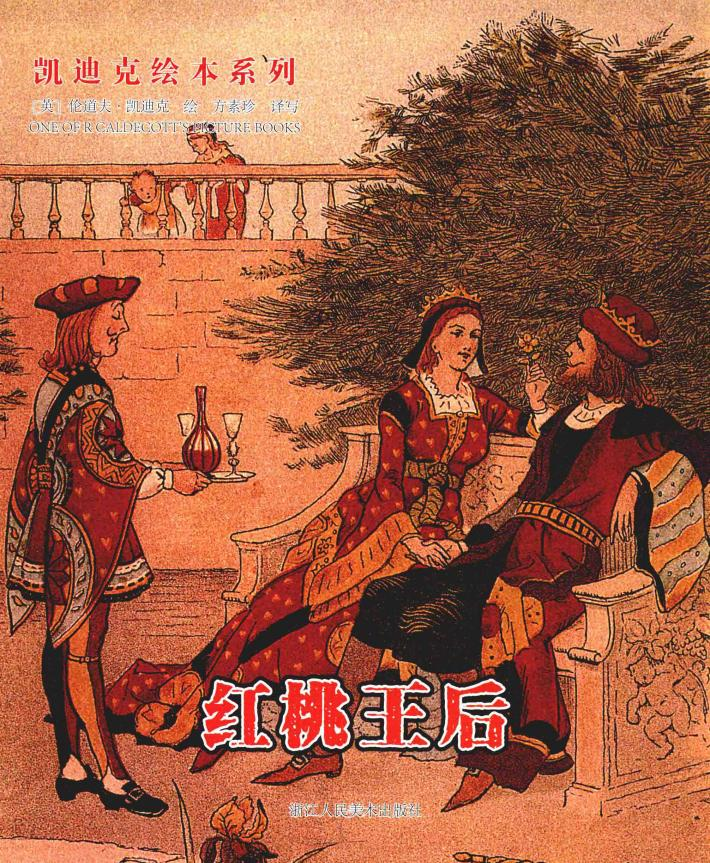 凯迪克绘本系列
[英] 伦道夫·凯迪克 绘 方素珍 译写
ONE OF R CALDECOTT'S PICTURE BOOKS
红桃王后
浙江人民美术出版社